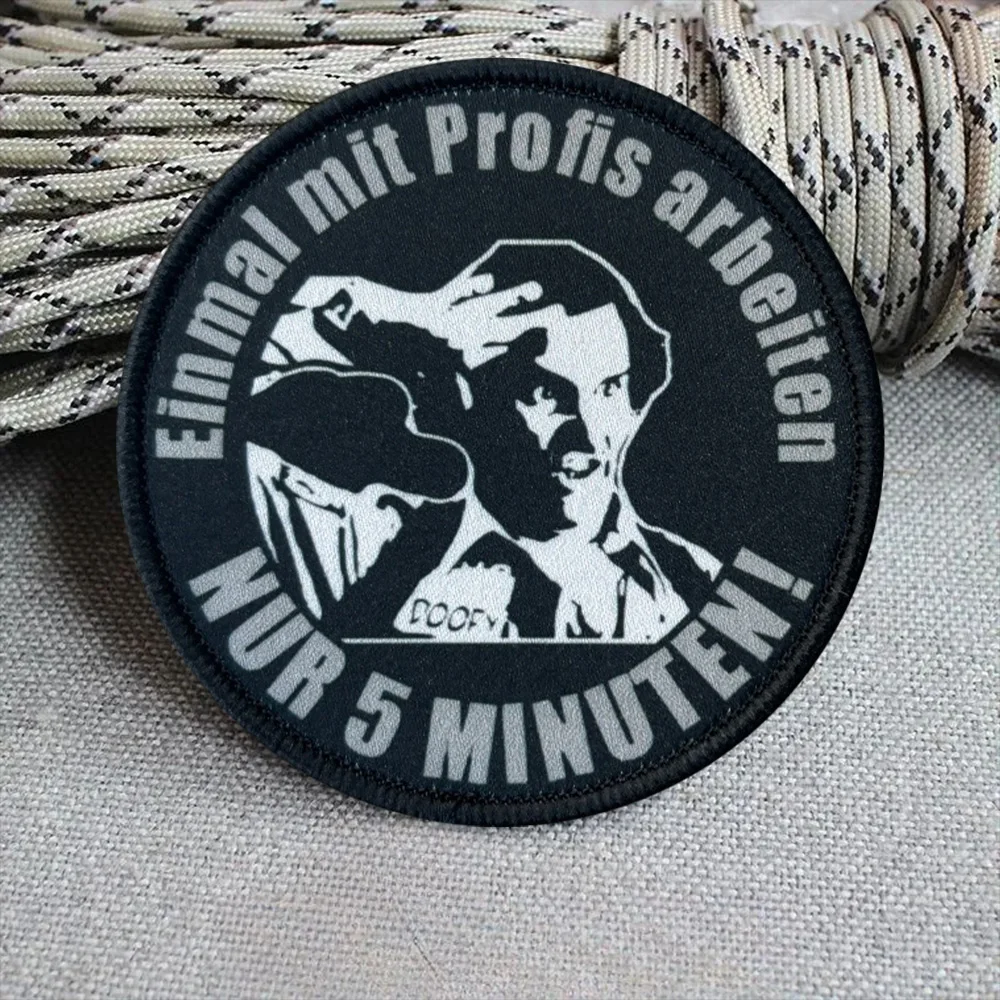 Einmal mit Profis arbeiten
DOOFY
NUR 5 MINUTEN!